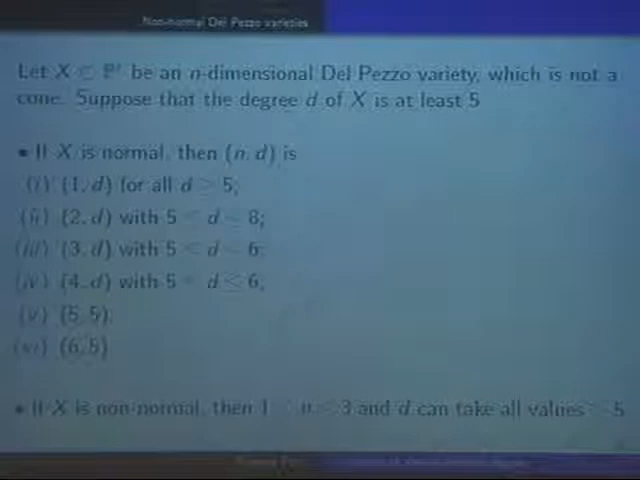 Non-normal Del Pezzo varieties
Let X ⊂ ℙʳ be an n-dimensional Del Pezzo variety, which is not a
cone. Suppose that the degree d of X is at least 5
• If X is normal, then (n, d) is
(i) (1, d) for all d ≥ 5;
(ii) (2, d) with 5 ≤ d ≤ 8;
(iii) (3, d) with 5 ≤ d ≤ 6;
(iv) (4, d) with 5 ≤ d ≤ 6;
(v) (5, 5);
(vi) (6, 5)
• If X is non-normal, then 1 ≤ n ≤ 3 and d can take all values ≥ 5